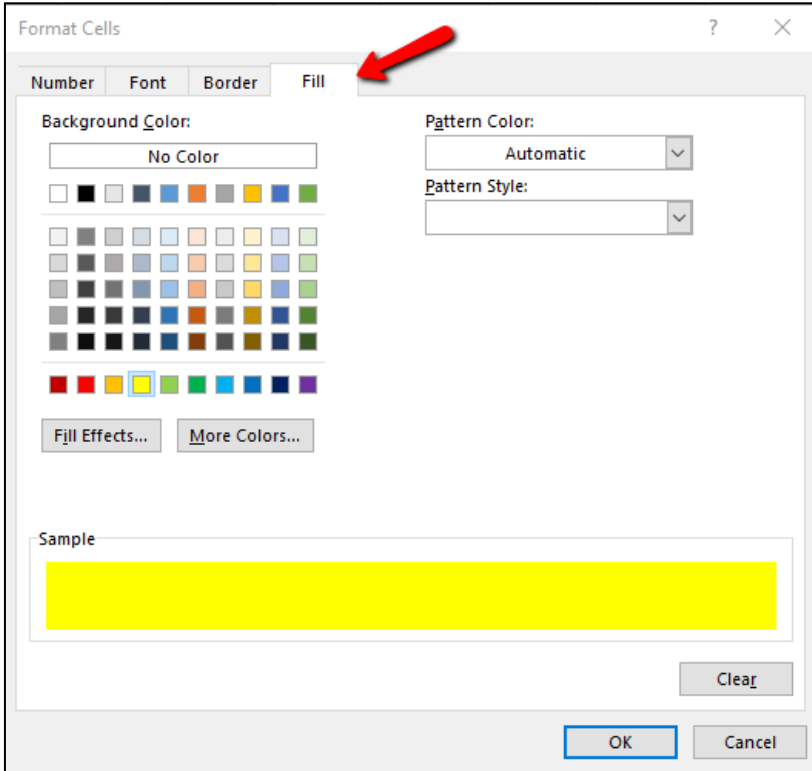 Format Cells ?
Number Font Border Fill
Background Color:
No Color
Pattern Color:
Automatic
Pattern Style:
Fill Effects... More Colors...
Sample
Clear
OK Cancel